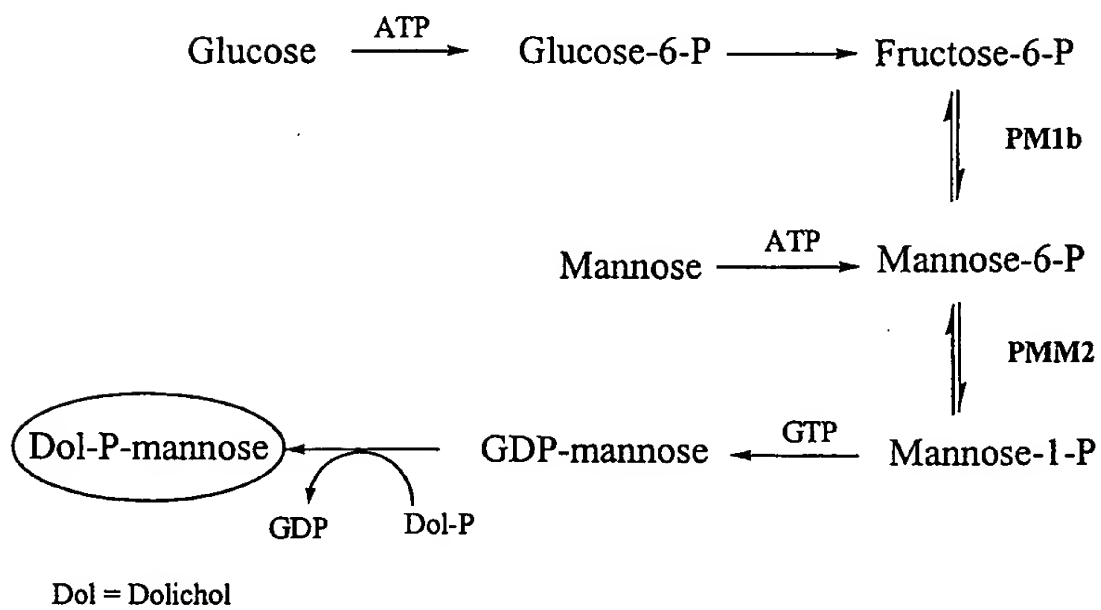 ATP
Glucose Glucose-6-P Fructose-6-P
PM1b
ATP
Mannose Mannose-6-P
PMM2
GTP
Dol-P-mannose GDP-mannose Mannose-1-P
GDP Dol-P
Dol = Dolichol